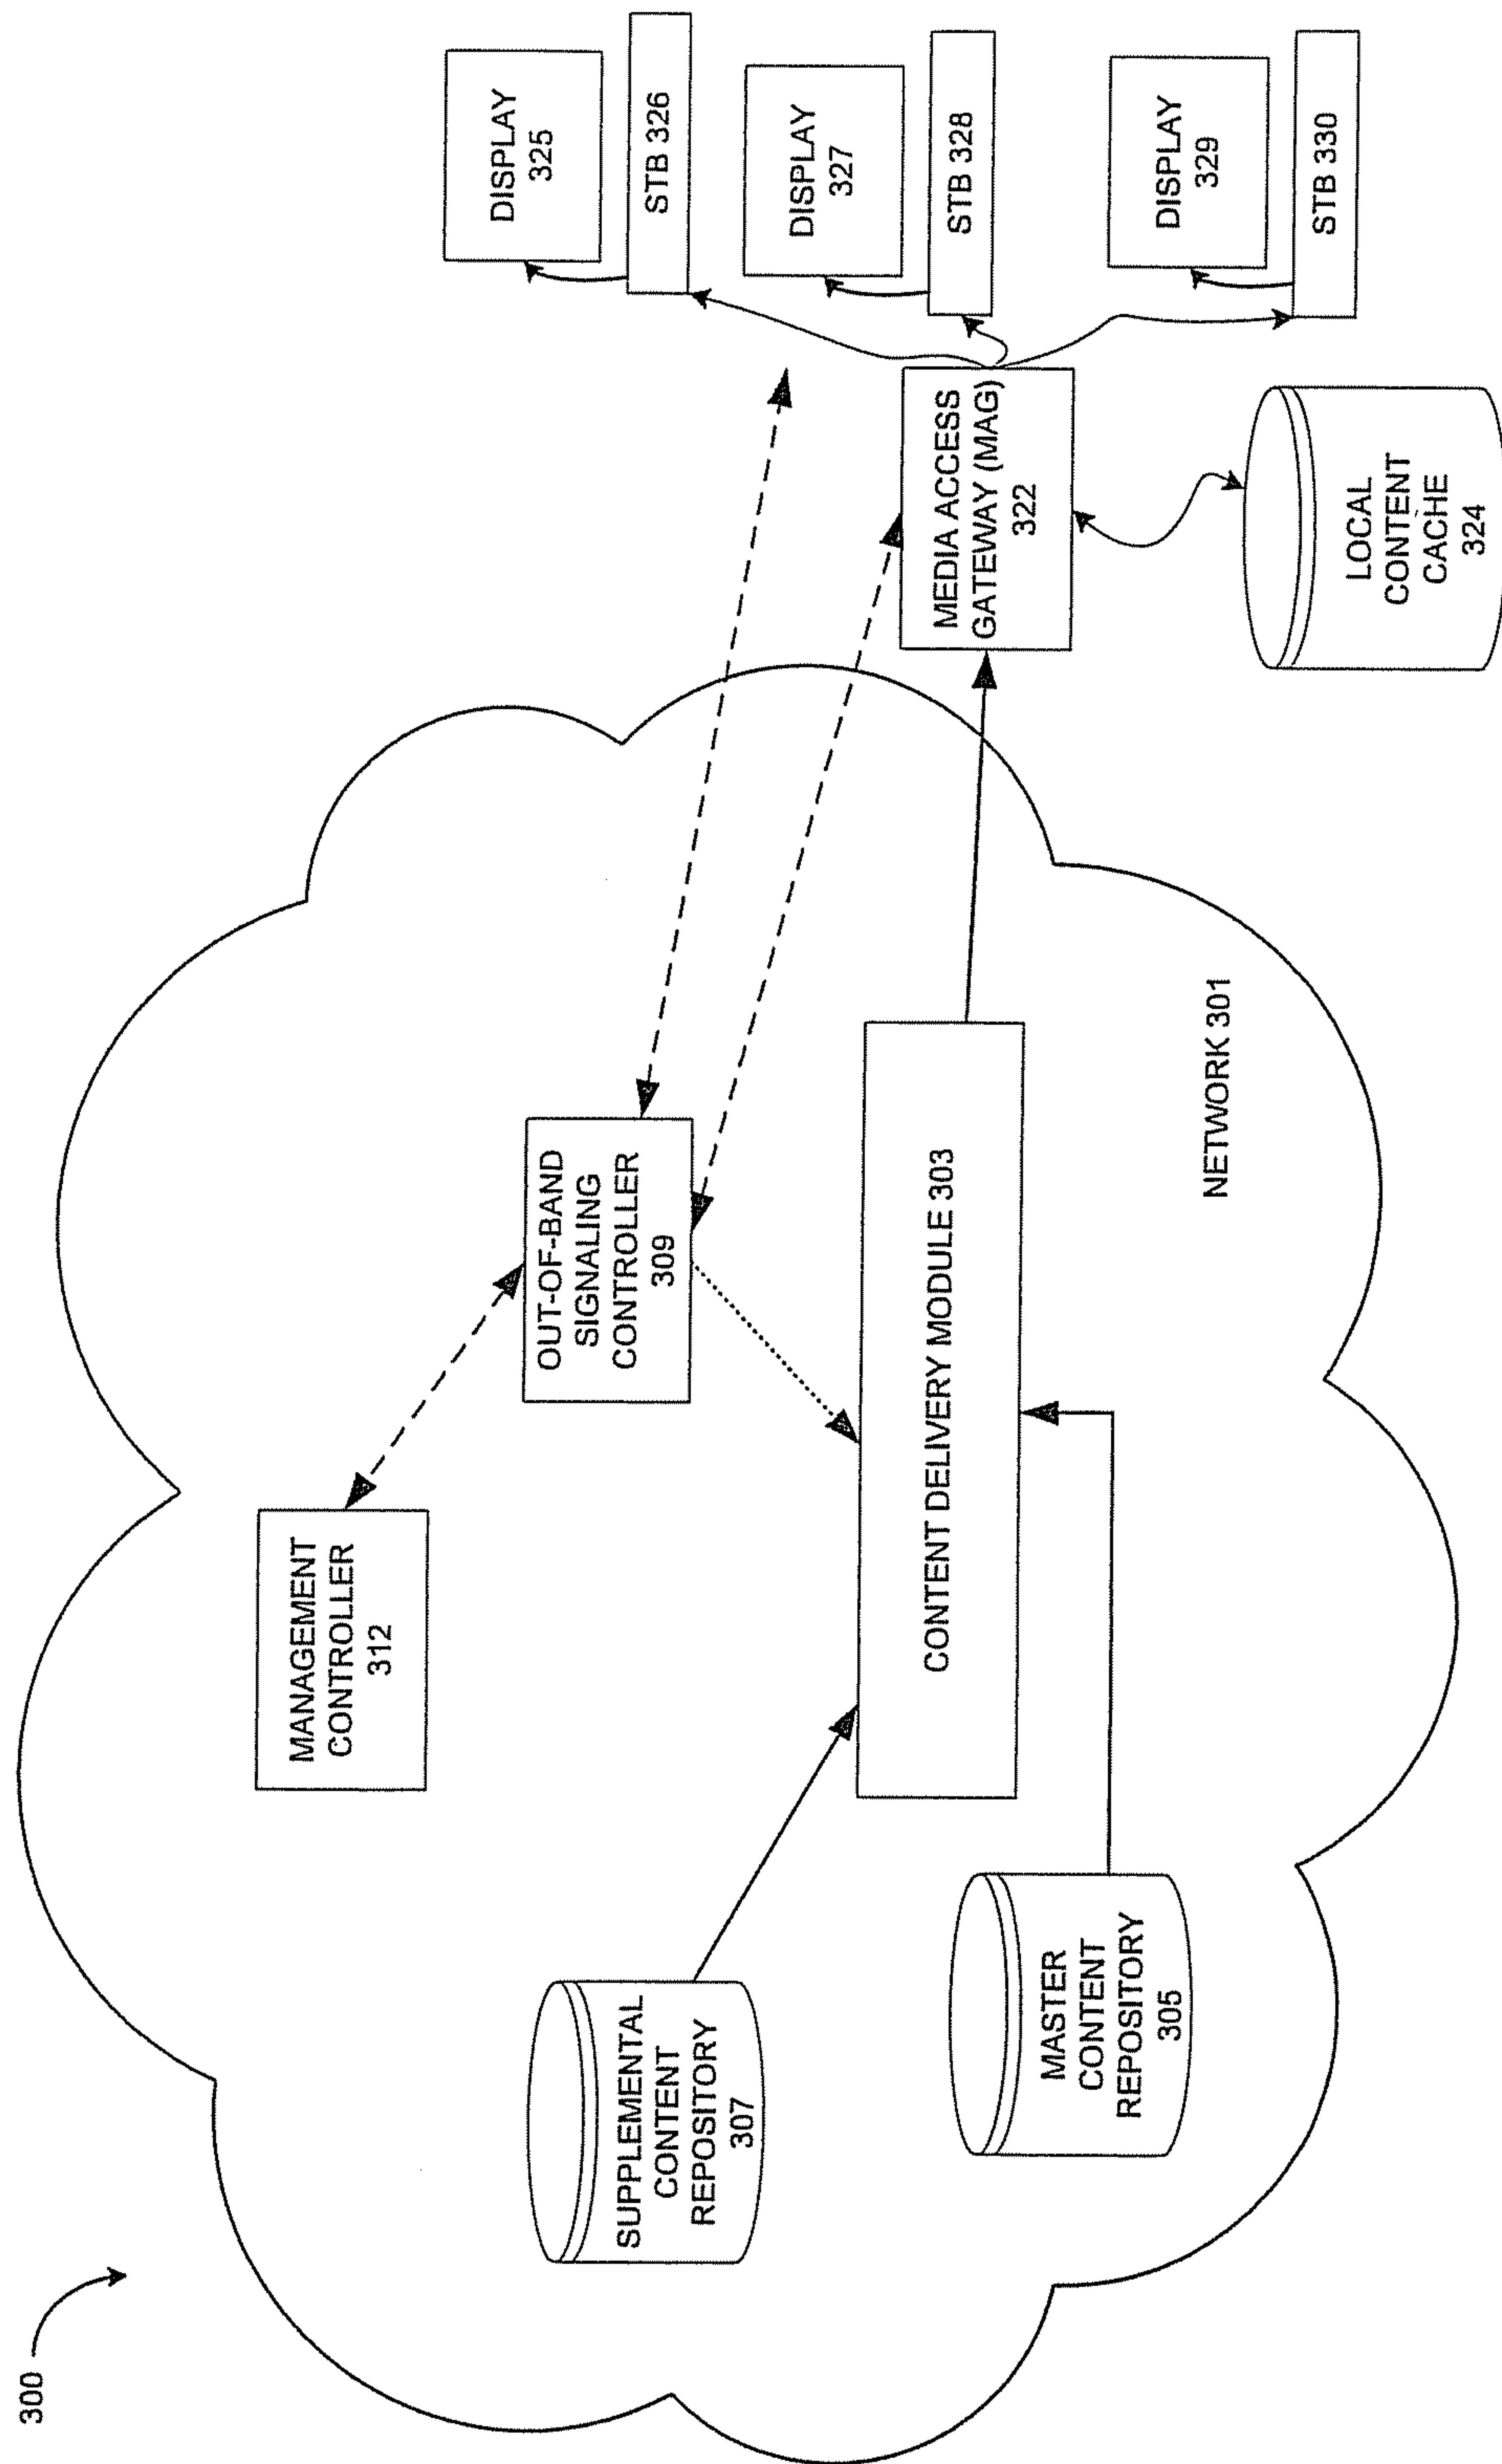 300
MANAGEMENT
CONTROLLER
312
OUT-OF-BAND
SIGNALING
CONTROLLER
309
DISPLAY
325
STB 326
DISPLAY
327
STB 328
DISPLAY
329
STB 330
SUPPLEMENTAL
CONTENT
REPOSITORY
307
CONTENT DELIVERY MODULE 303
MEDIA ACCESS
GATEWAY (MAG)
322
MASTER
CONTENT
REPOSITORY
305
NETWORK 301
LOCAL
CONTENT
CACHE
324